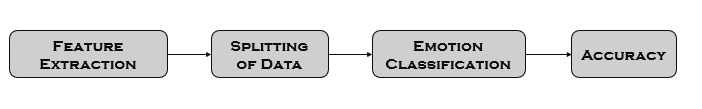 Feature
Extraction
Splitting
of Data
Emotion
Classification
Accuracy